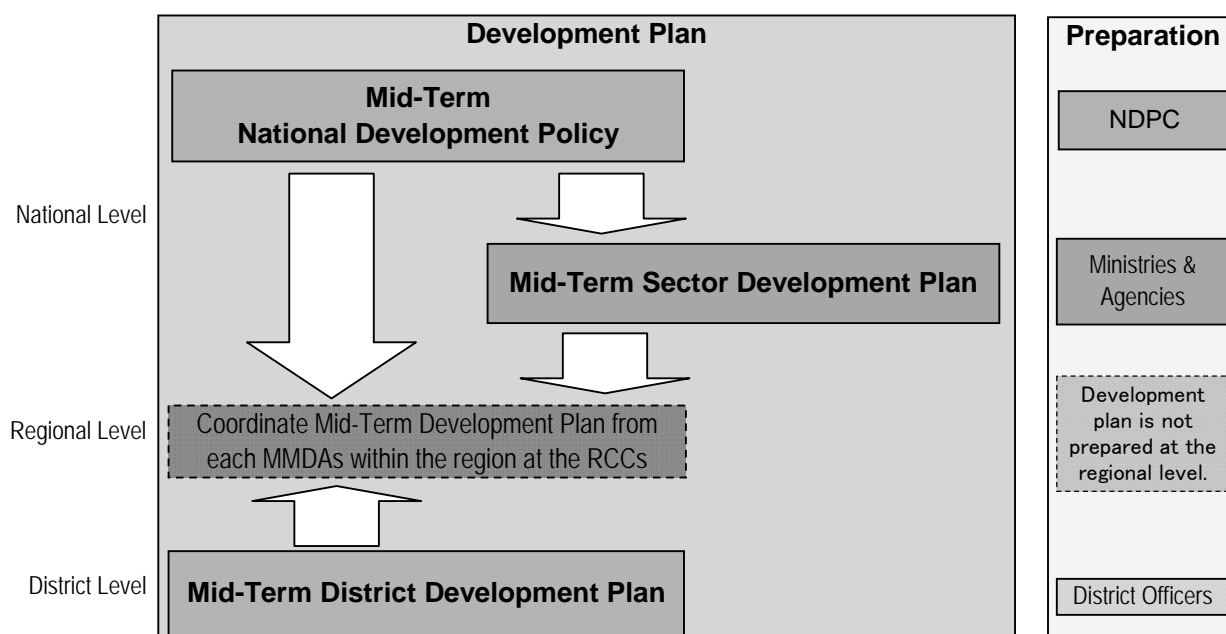 Development Plan
Preparation
Mid-Term
National Development Policy
NDPC
National Level
Mid-Term Sector Development Plan
Ministries &
Agencies
Regional Level
Coordinate Mid-Term Development Plan from
each MMDAs within the region at the RCCs
Development
plan is not
prepared at the
regional level.
District Level
Mid-Term District Development Plan
District Officers